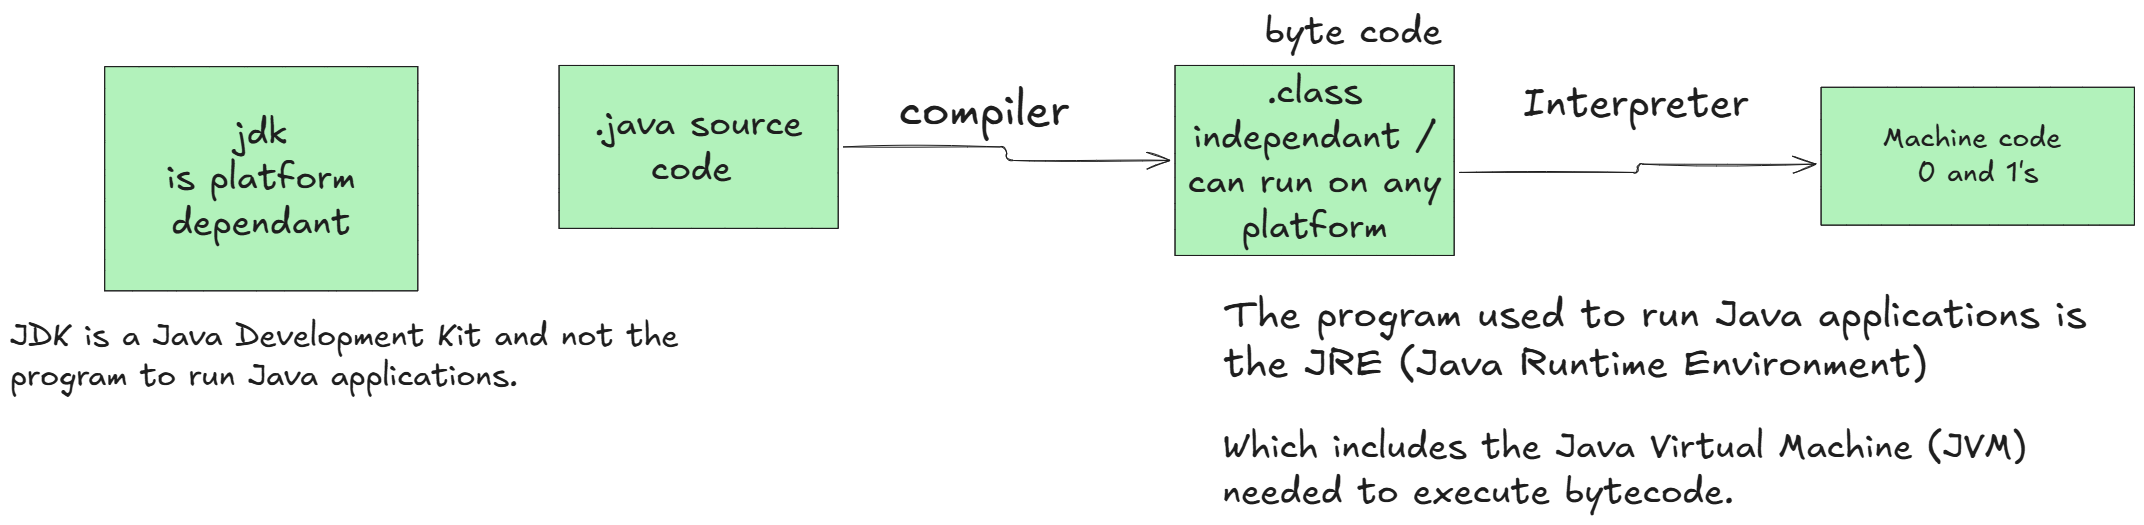 jdk
is platform
dependant
JDK is a Java Development Kit and not the
program to run Java applications.
.java source
code
compiler
byte code
.class
independant /
can run on any
platform
Interpreter
Machine code
0 and 1's
The program used to run Java applications is
the JRE (Java Runtime Environment)
Which includes the Java Virtual Machine (JVM)
needed to execute bytecode.